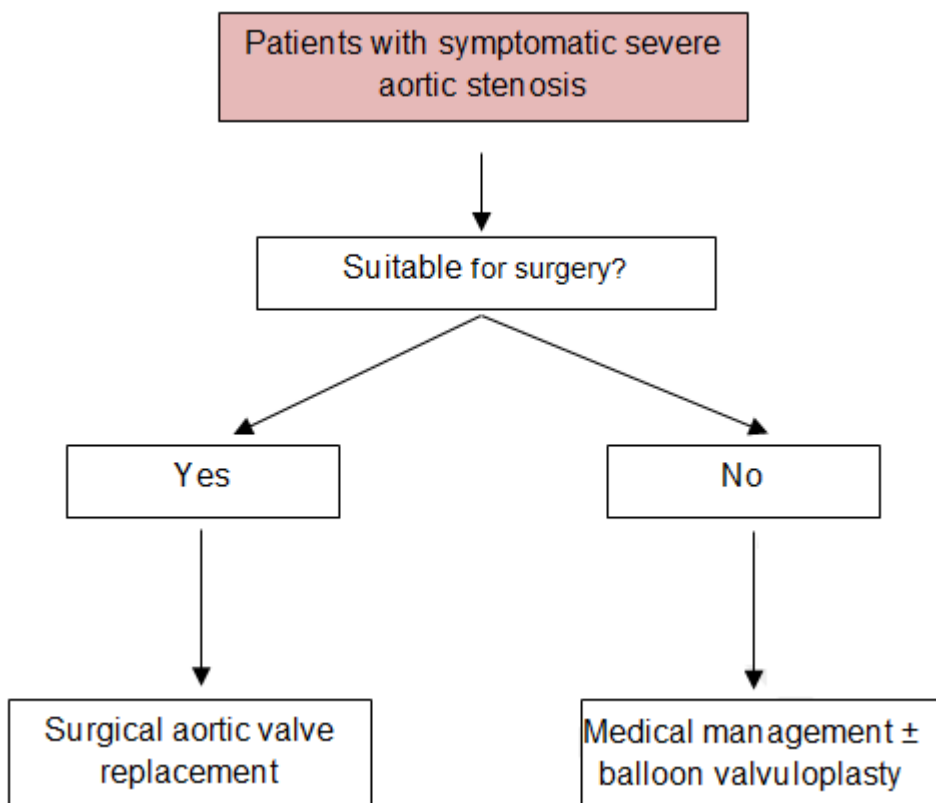 Patients with symptomatic severe
aortic stenosis
Suitable for surgery?
Yes
No
Surgical aortic valve
replacement
Medical management ±
balloon valvuloplasty